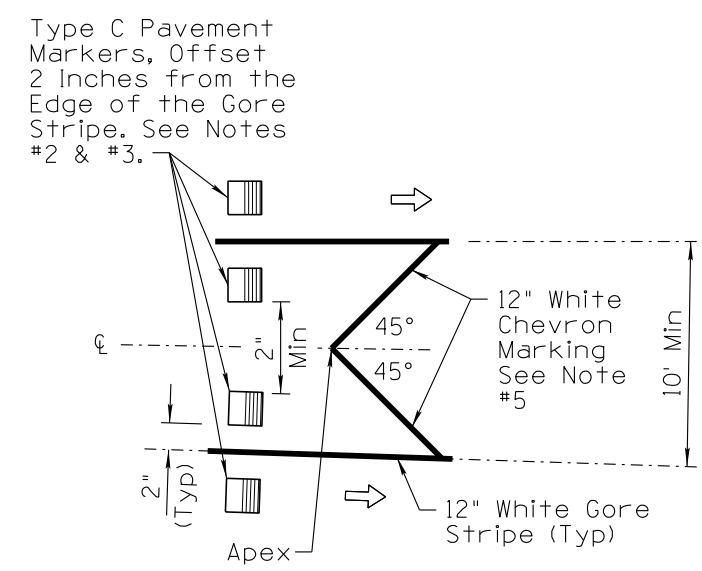 Type C Pavement
Markers, Offset
2 Inches from the
Edge of the Gore
Stripe. See Notes
#2 & #3.
45°
45°
℄
2"
Min
12" White
Chevron
Marking
See Note
#5
10' Min
2"
(Typ)
12" White Gore
Stripe (Typ)
Apex